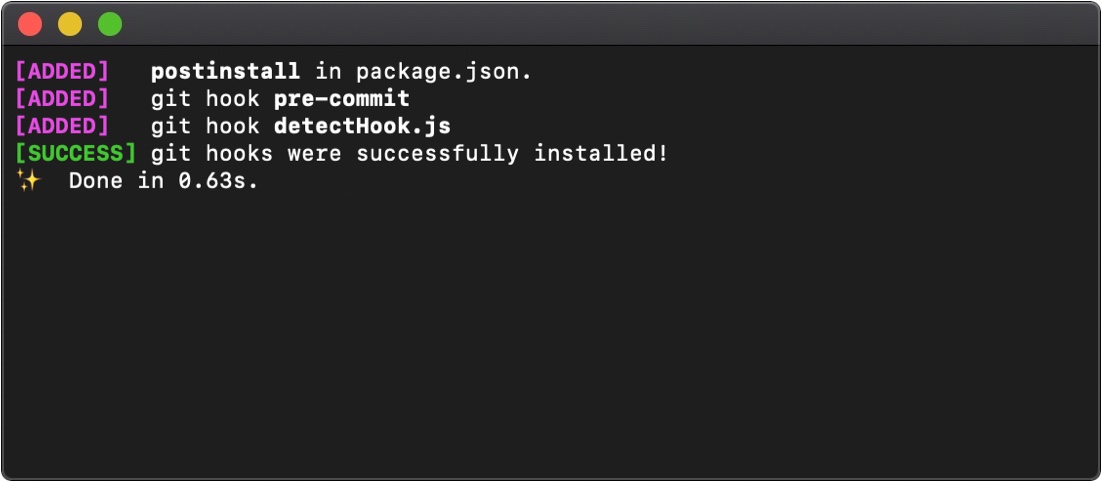 [ADDED] postinstall in package.json.
[ADDED] git hook pre-commit
[ADDED] git hook detectHook.js
[SUCCESS] git hooks were successfully installed!
✨ Done in 0.63s.